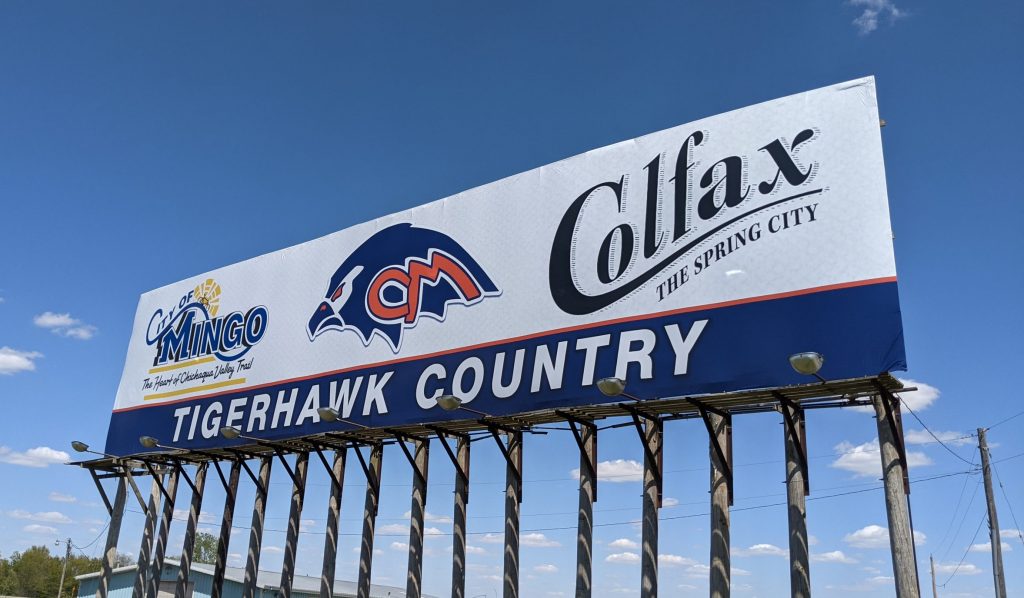 CITY OF
MINGO
The Heart of Chichaqua Valley Trail
CM
Colfax
THE SPRING CITY
TIGERHAWK COUNTRY